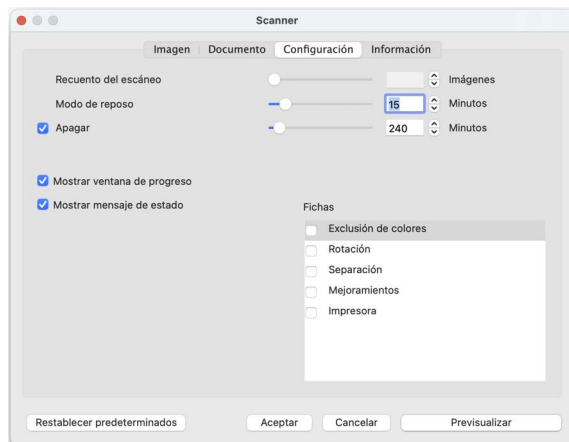 Scanner
Imagen Documento Configuración Información
Recuento del escáneo Imágenes
Modo de reposo 15 Minutos
Apagar 240 Minutos
Mostrar ventana de progreso
Mostrar mensaje de estado
Fichas
Exclusión de colores
Rotación
Separación
Mejoramientos
Impresora
Restablecer predeterminados Aceptar Cancelar Previsualizar